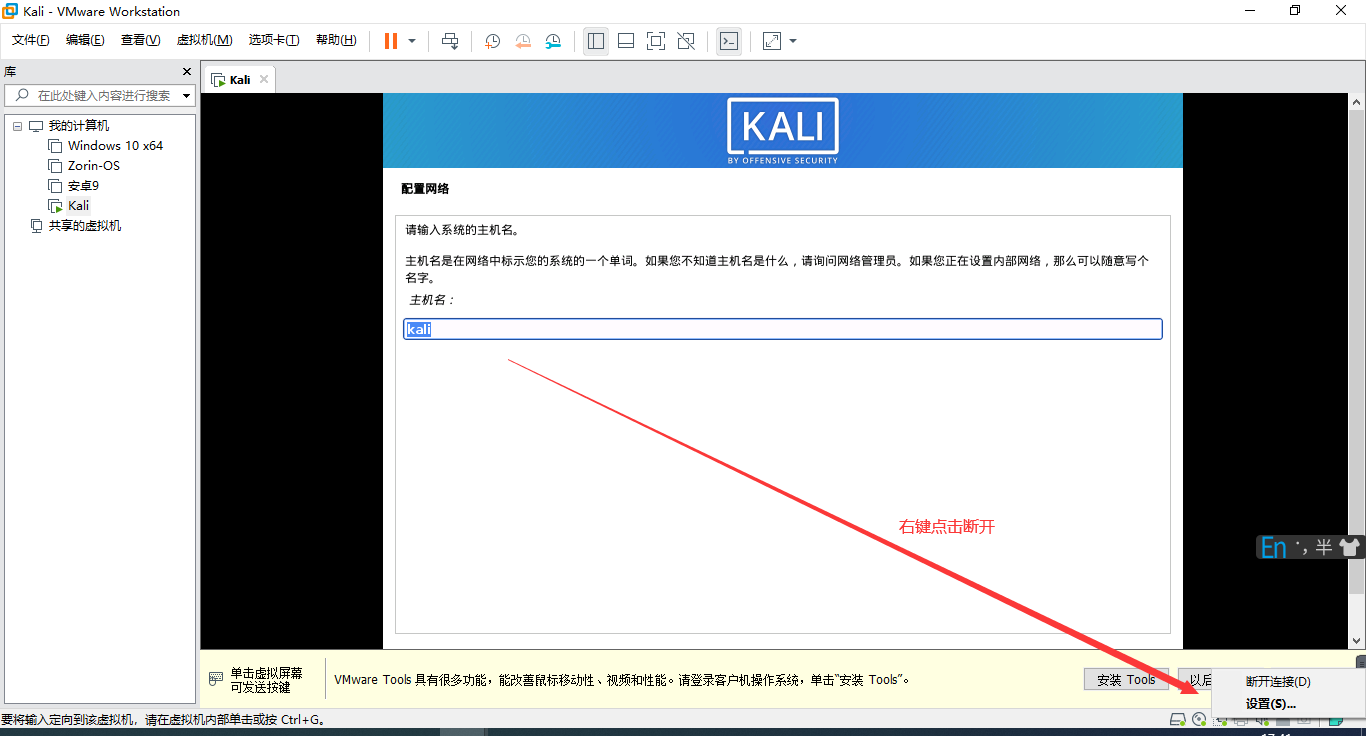 Kali - VMware Workstation
文件(F) 编辑(E) 查看(V) 虚拟机(M) 选项卡(T) 帮助(H)
库
Kali
在此处键入内容进行搜索
我的计算机
Windows 10 x64
Zorin-OS
安卓9
Kali
共享的虚拟机
KALI
BY OFFENSIVE SECURITY
配置网络
请输入系统的主机名。
主机名是在网络中标示您的系统的一个单词。如果您不知道主机名是什么，请询问网络管理员。如果您正在设置内部网络，那么可以随意写个
名字。
主机名：
kali
右键点击断开
En 半
单击虚拟屏幕
可发送按键
VMware Tools 具有很多功能，能改善鼠标移动性、视频和性能。请登录客户机操作系统，单击“安装 Tools”。
安装 Tools
以后
断开连接(D)
设置(S)...
要将输入定向到该虚拟机，请在虚拟机内部单击或按 Ctrl+G。